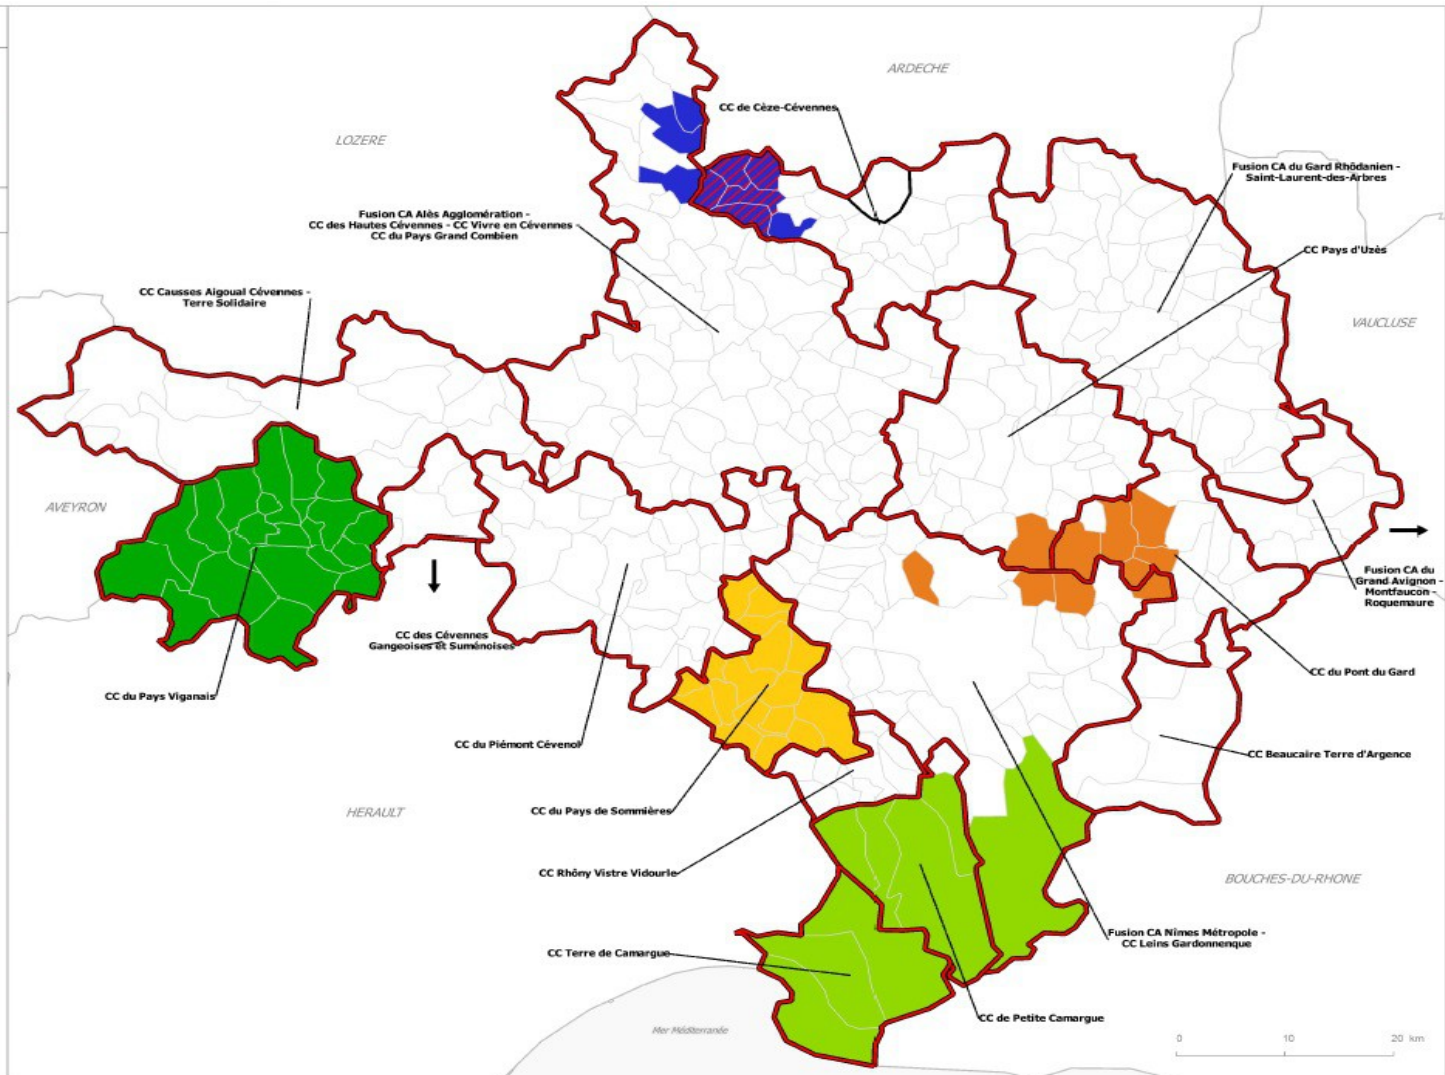 ARDECHE
CC de Cèze-Cévennes
LOZERE
Fusion CA du Gard Rhôdanien -
Saint-Laurent-des-Arbres
Fusion CA Alès Agglomération -
CC des Hautes Cévennes - CC Vivre en Cévennes -
CC du Pays Grand Combien
CC Pays d'Uzès
CC Causses Aigoual Cévennes -
Terre Solidaire
VAUCLUSE
AVEYRON
Fusion CA du
Grand Avignon -
Montfaucon -
Roquemaure
CC des Cévennes
Gangeoises et Suménoises
CC du Pont du Gard
CC du Pays Viganais
CC du Piémont Cévenol
CC Beaucaire Terre d'Argence
CC du Pays de Sommières
HERAULT
CC Rhôny Vistre Vidourle
BOUCHES-DU-RHONE
Fusion CA Nîmes Métropole -
CC Leins Gardonnenque
CC Terre de Camargue
CC de Petite Camargue
Mer Méditerranée
0 10 20 km